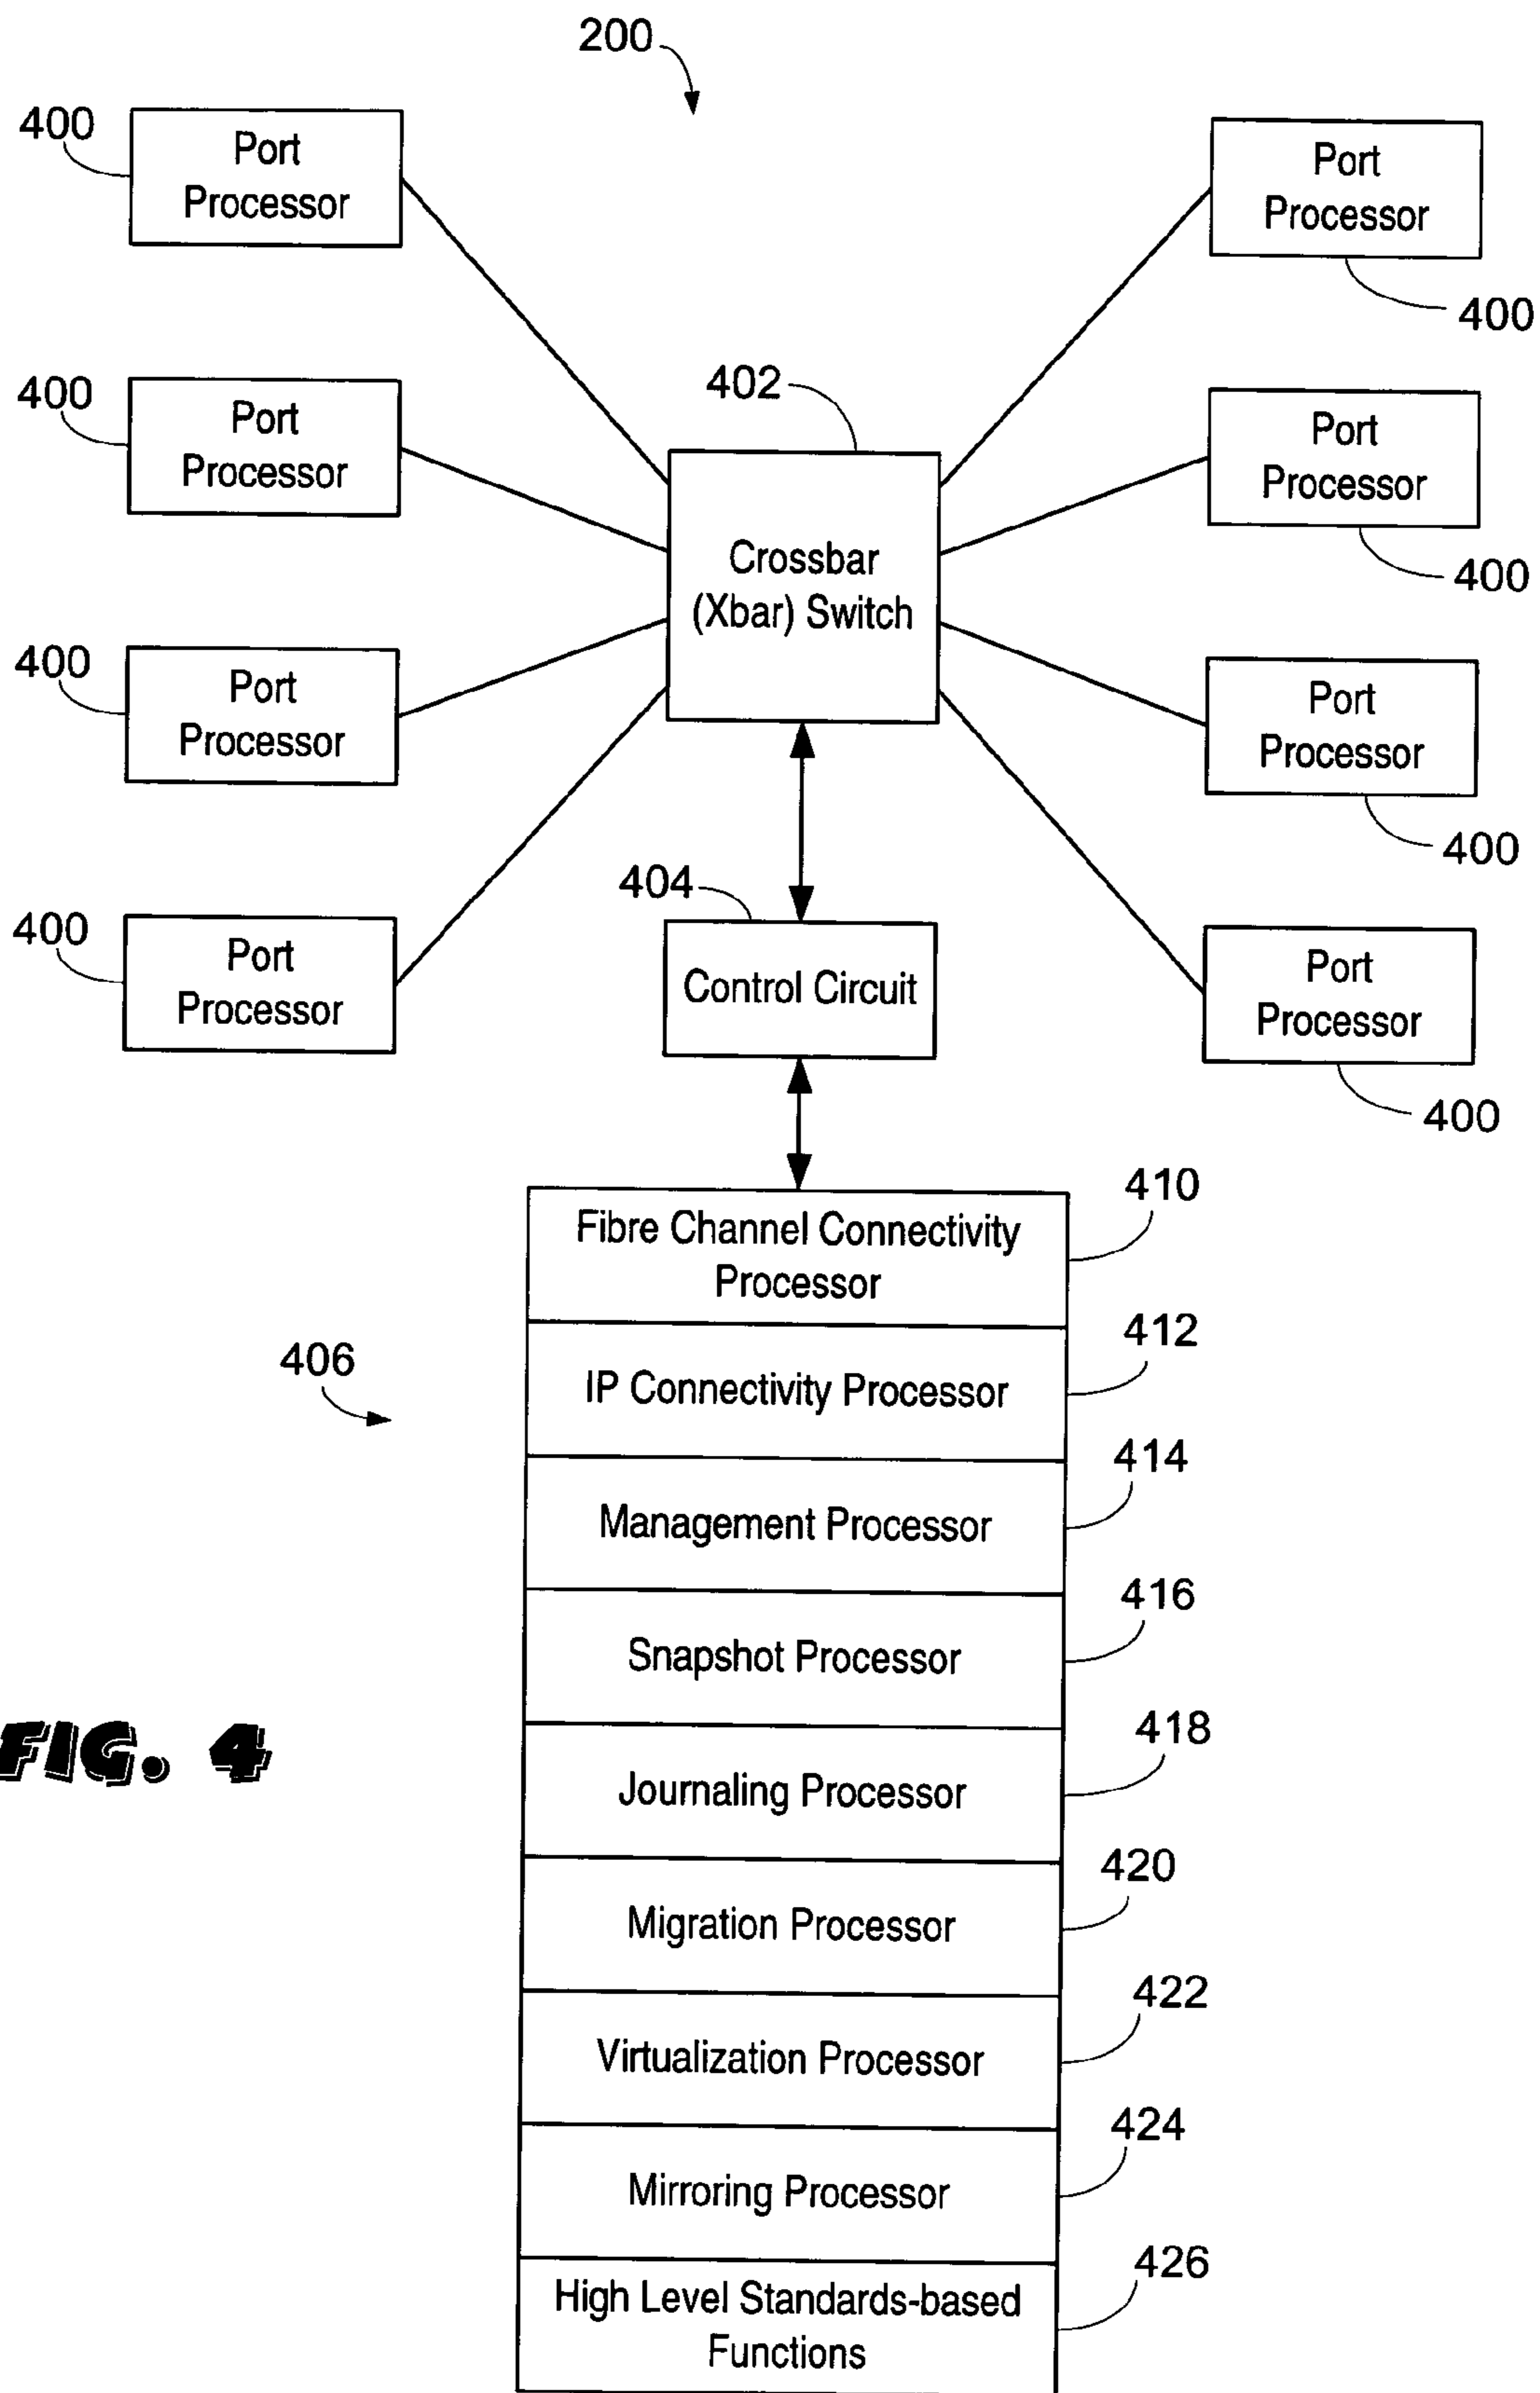 200
400
Port
Processor
Port
Processor
400
400
Port
Processor
402
Port
Processor
400
Crossbar
(Xbar) Switch
400
Port
Processor
Port
Processor
400
404
400
Port
Processor
Control Circuit
Port
Processor
400
410
Fibre Channel Connectivity
Processor
412
406
IP Connectivity Processor
414
Management Processor
416
Snapshot Processor
418
FIG. 4
Journaling Processor
420
Migration Processor
422
Virtualization Processor
424
Mirroring Processor
426
High Level Standards-based
Functions